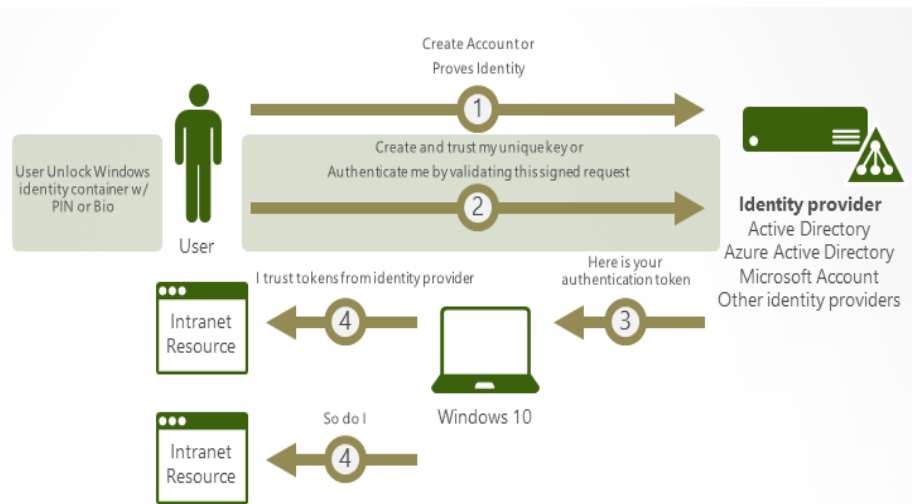 Create Account or
Proves Identity
1
User Unlock Windows
identity container w/
PIN or Bio
User
Create and trust my unique key or
Authenticate me by validating this signed request
2
Identity provider
Active Directory
Azure Active Directory
Microsoft Account
Other identity providers
Here is your
authentication token
3
I trust tokens from identity provider
4
Intranet
Resource
Windows 10
So do I
4
Intranet
Resource